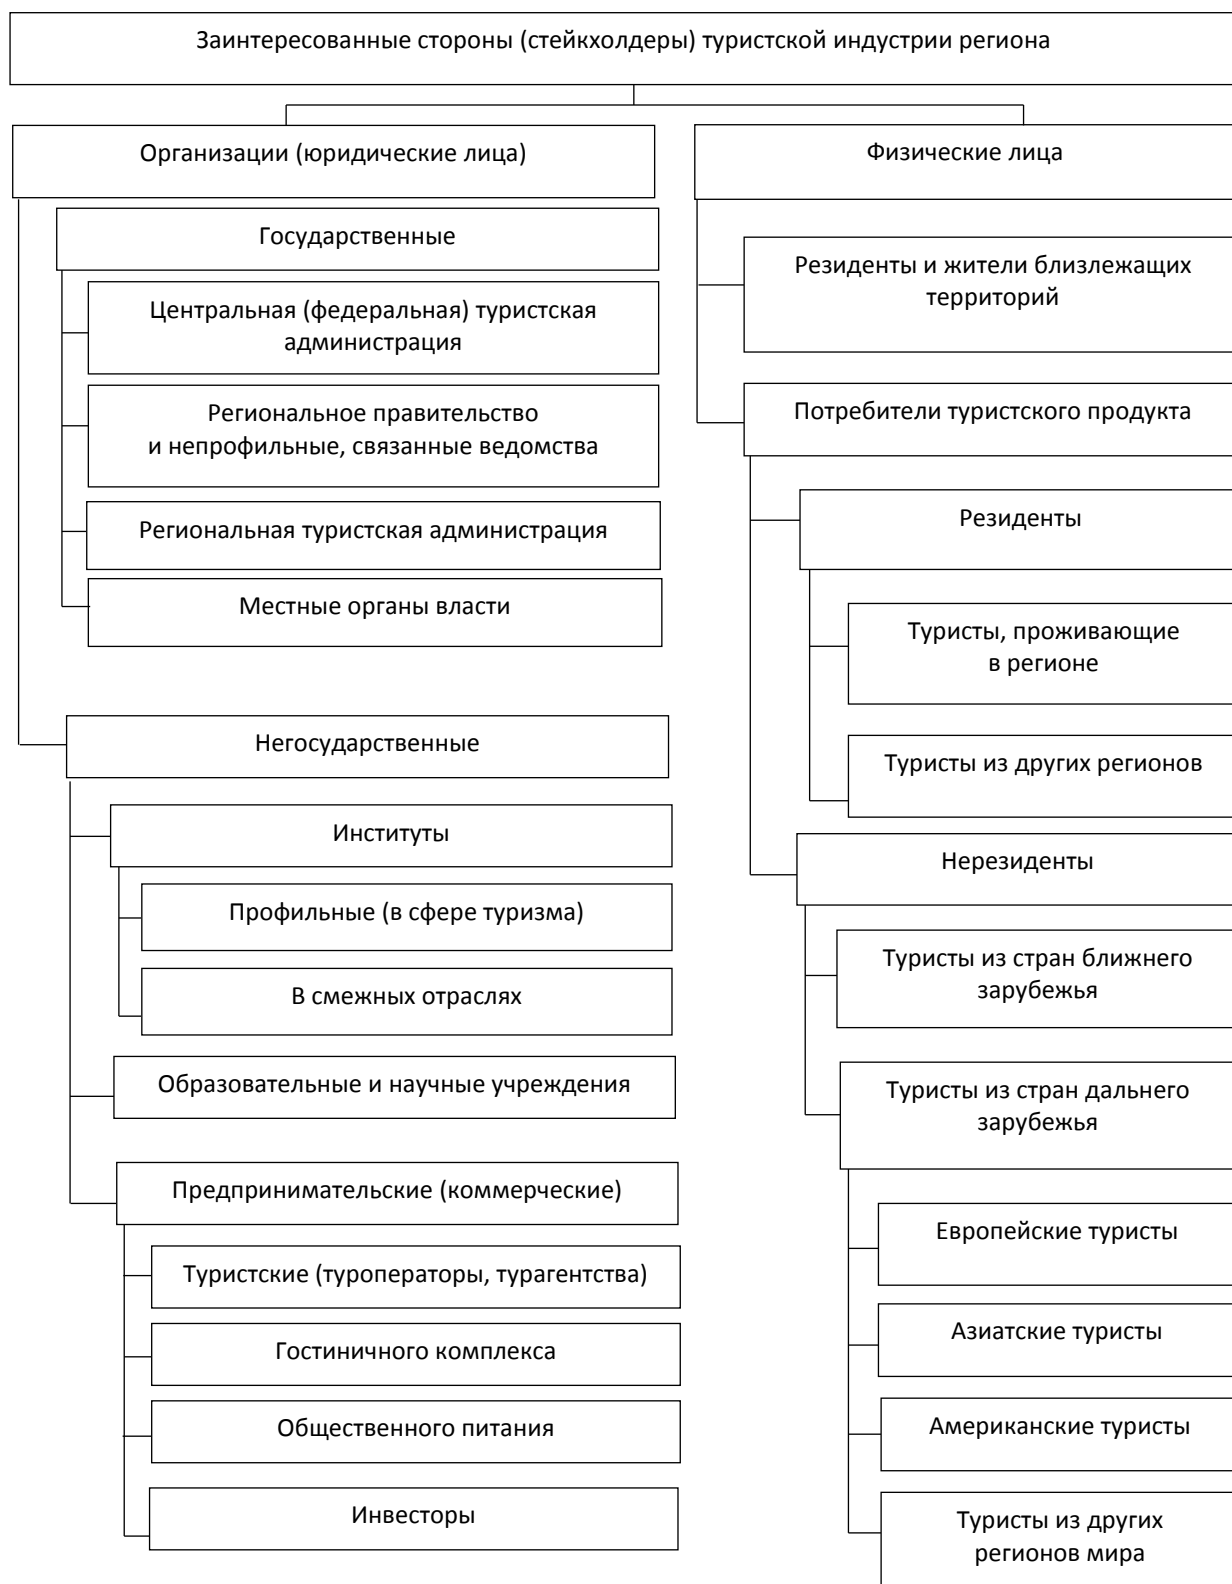 Заинтересованные стороны (стейкхолдеры) туристской индустрии региона
Организации (юридические лица)
Государственные
Центральная (федеральная) туристская
администрация
Региональное правительство
и непрофильные, связанные ведомства
Региональная туристская администрация
Местные органы власти
Негосударственные
Институты
Профильные (в сфере туризма)
В смежных отраслях
Образовательные и научные учреждения
Предпринимательские (коммерческие)
Туристские (туроператоры, турагентства)
Гостиничного комплекса
Общественного питания
Инвесторы
Физические лица
Резиденты и жители близлежащих
территорий
Потребители туристского продукта
Резиденты
Туристы, проживающие
в регионе
Туристы из других регионов
Нерезиденты
Туристы из стран ближнего
зарубежья
Туристы из стран дальнего
зарубежья
Европейские туристы
Азиатские туристы
Американские туристы
Туристы из других
регионов мира